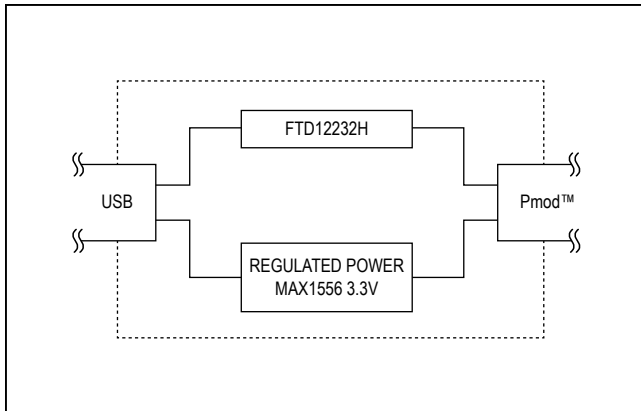 FTD12232H
USB
Pmod™
REGULATED POWER
MAX1556 3.3V